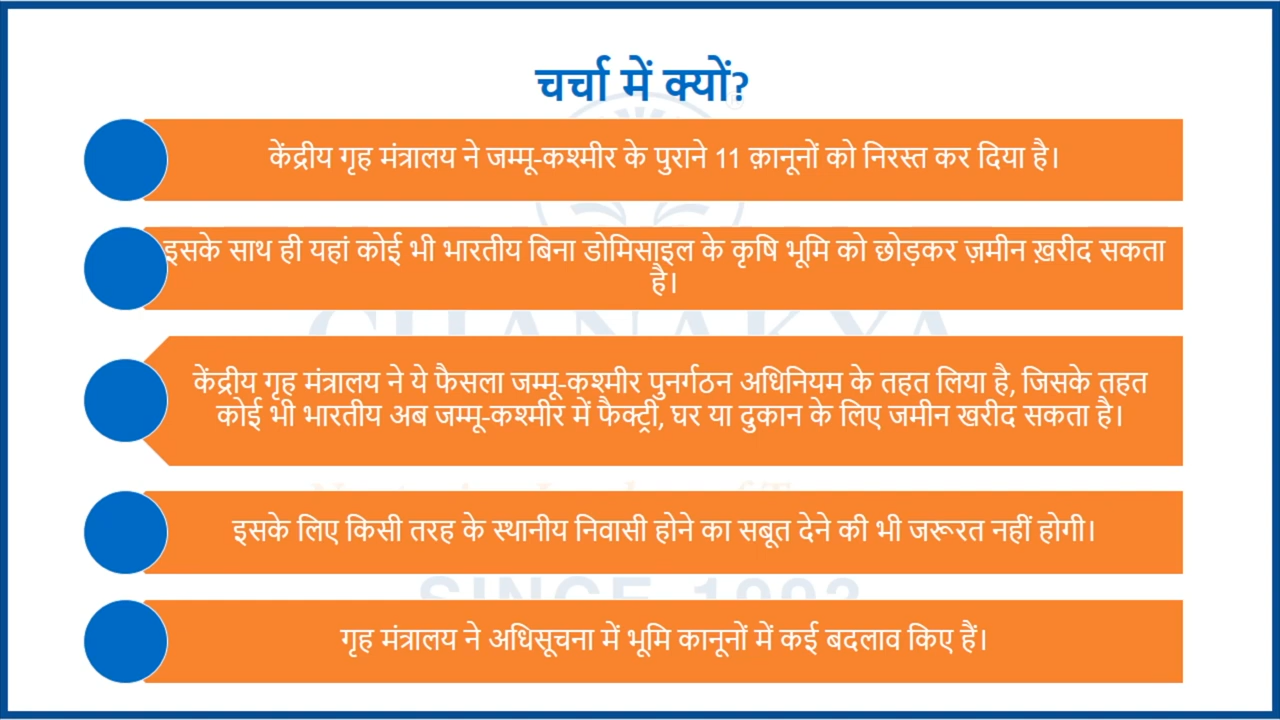 चर्चा में क्यों?
केंद्रीय गृह मंत्रालय ने जम्मू-कश्मीर के पुराने 11 क़ानूनों को निरस्त कर दिया है।
इसके साथ ही यहां कोई भी भारतीय बिना डोमिसाइल के कृषि भूमि को छोड़कर ज़मीन ख़रीद सकता
है।
केंद्रीय गृह मंत्रालय ने ये फैसला जम्मू-कश्मीर पुनर्गठन अधिनियम के तहत लिया है, जिसके तहत
कोई भी भारतीय अब जम्मू-कश्मीर में फैक्ट्री, घर या दुकान के लिए जमीन खरीद सकता है।
इसके लिए किसी तरह के स्थानीय निवासी होने का सबूत देने की भी जरूरत नहीं होगी।
गृह मंत्रालय ने अधिसूचना में भूमि कानूनों में कई बदलाव किए हैं।